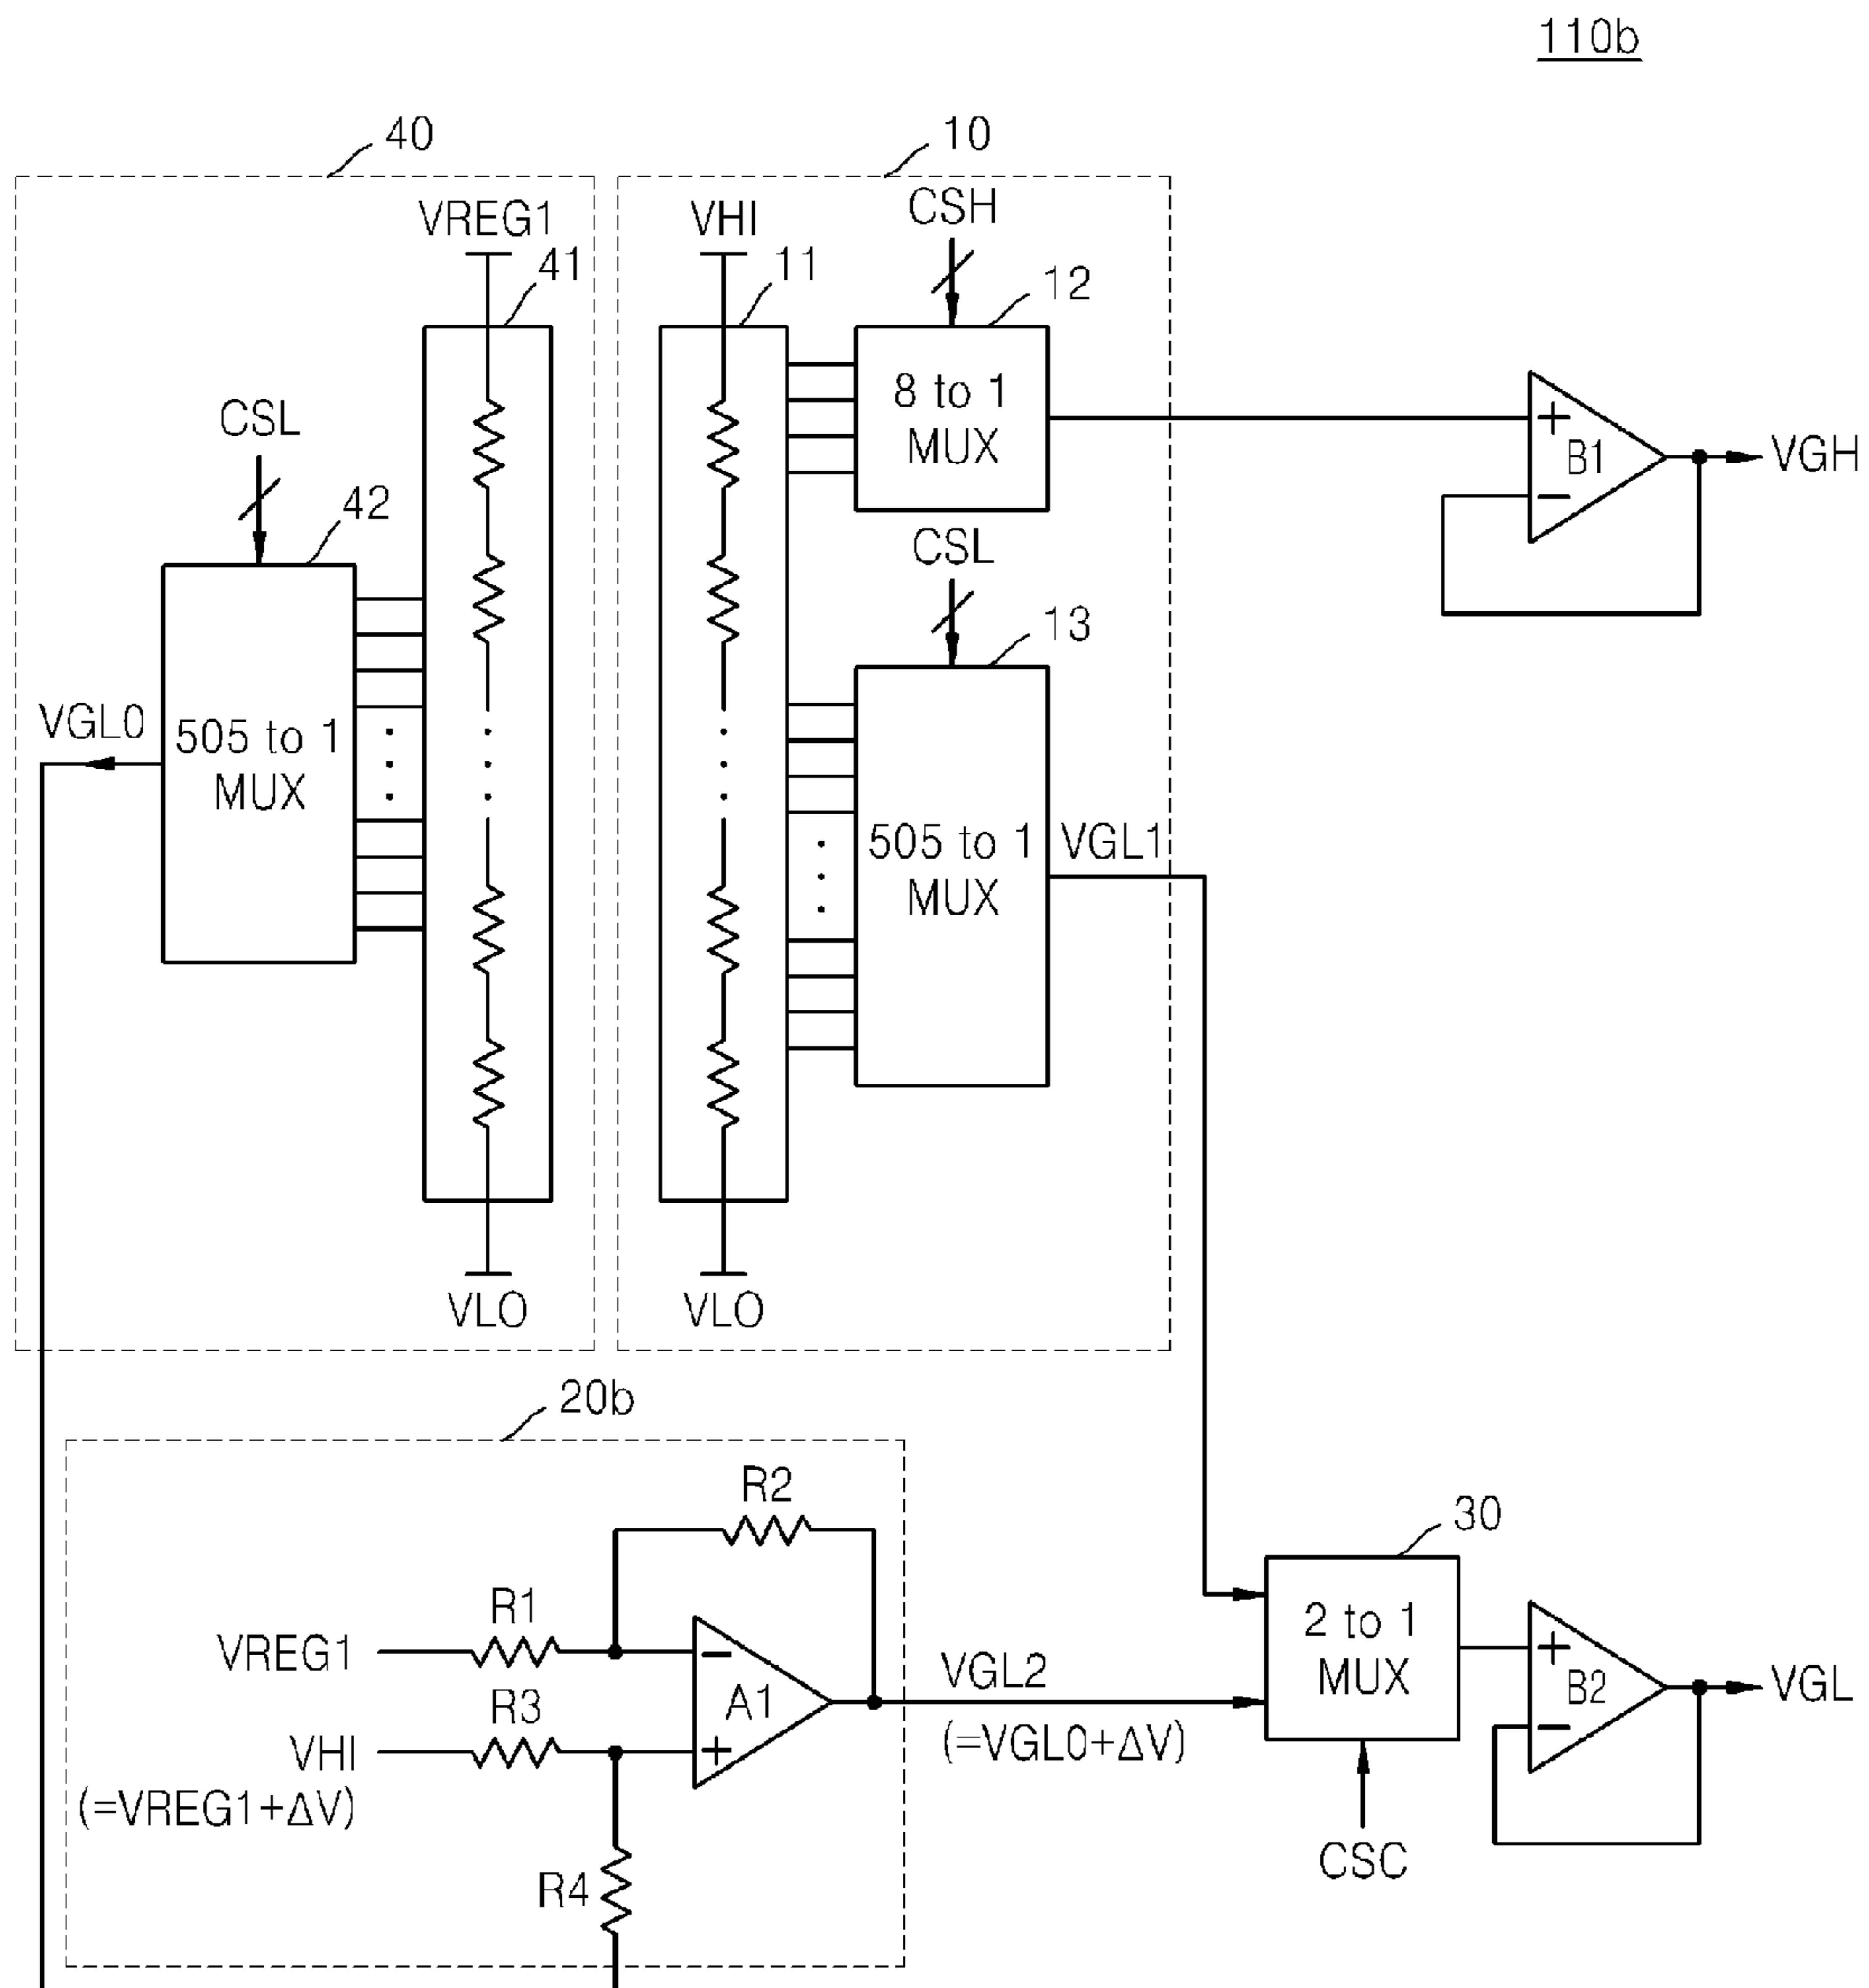 110b
40
10
VREG1
41
VHI
11
CSH
12
8 to 1
MUX
+
B1
−
VGH
CSL
42
505 to 1
MUX
VGL0
CSL
13
505 to 1
MUX
VGL1
VLO
VLO
20b
R2
R1
VREG1
−
A1
+
R3
VHI
(=VREG1+ΔV)
R4
VGL2
(=VGL0+ΔV)
30
2 to 1
MUX
CSC
+
B2
−
VGL